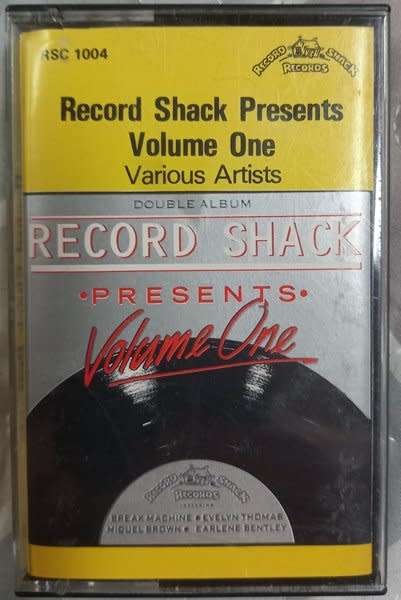 RSC 1004
RECORD SHACK
RECORDS
Record Shack Presents
Volume One
Various Artists
DOUBLE ALBUM
RECORD SHACK
•PRESENTS•
Volume One
RECORD SHACK
RECORDS
FEATURING
BREAK MACHINE • EVELYN THOMAS
MIQUEL BROWN • EARLENE BENTLEY